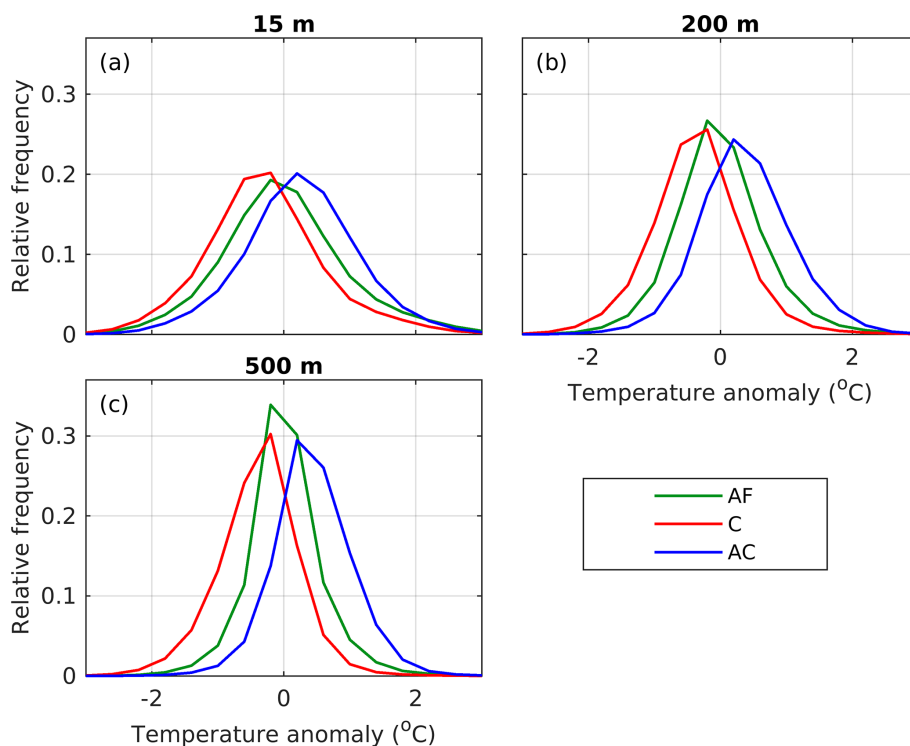 15 m
200 m
(a)
(b)
0.3
0.2
0.1
0
Relative frequency
-2
0
2
Temperature anomaly (°C)
500 m
(c)
0.3
0.2
0.1
0
Relative frequency
-2
0
2
Temperature anomaly (°C)
AF
C
AC